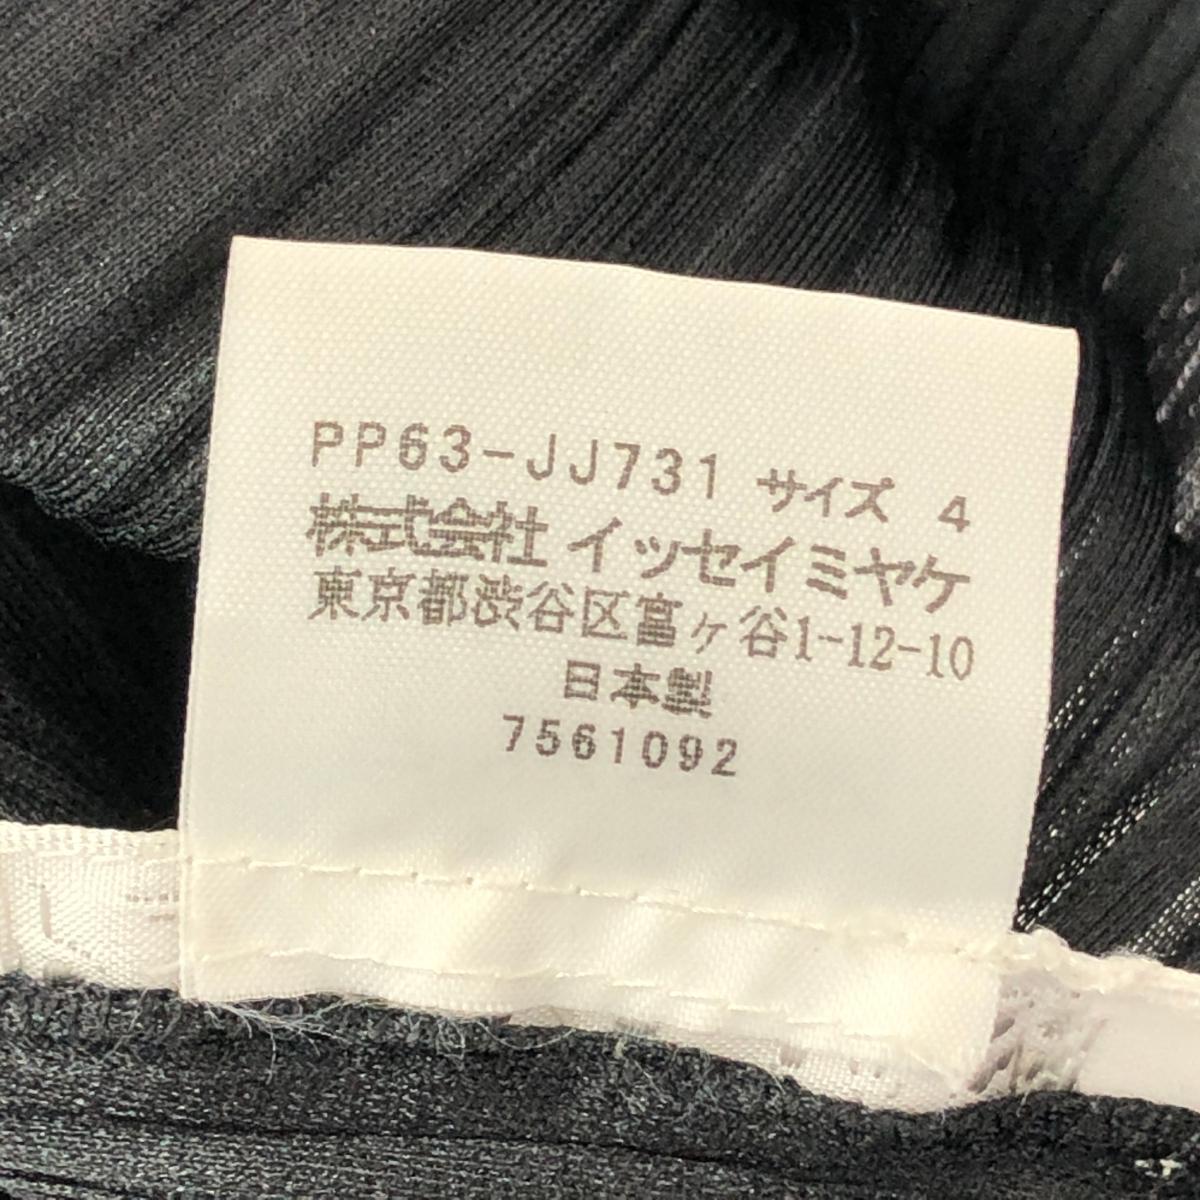 PP63-JJ731 サイズ 4
株式会社 イッセイミヤケ
東京都渋谷区富ヶ谷1-12-10
日本製
7561092